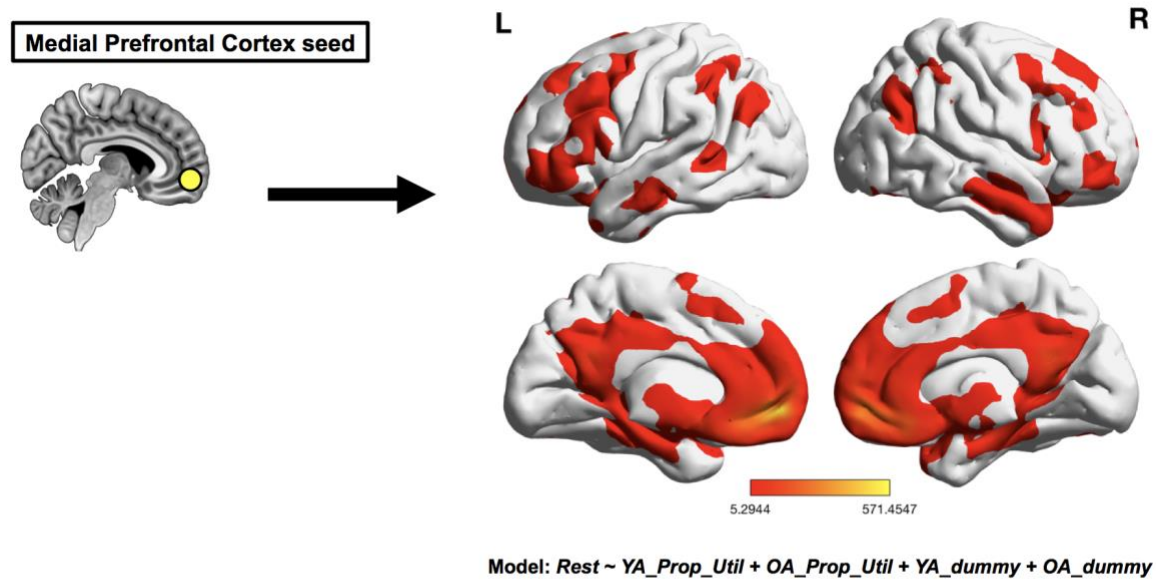 Medial Prefrontal Cortex seed
L
R
5.2944
571.4547
Model: Rest ~ YA_Prop_Util + OA_Prop_Util + YA_dummy + OA_dummy